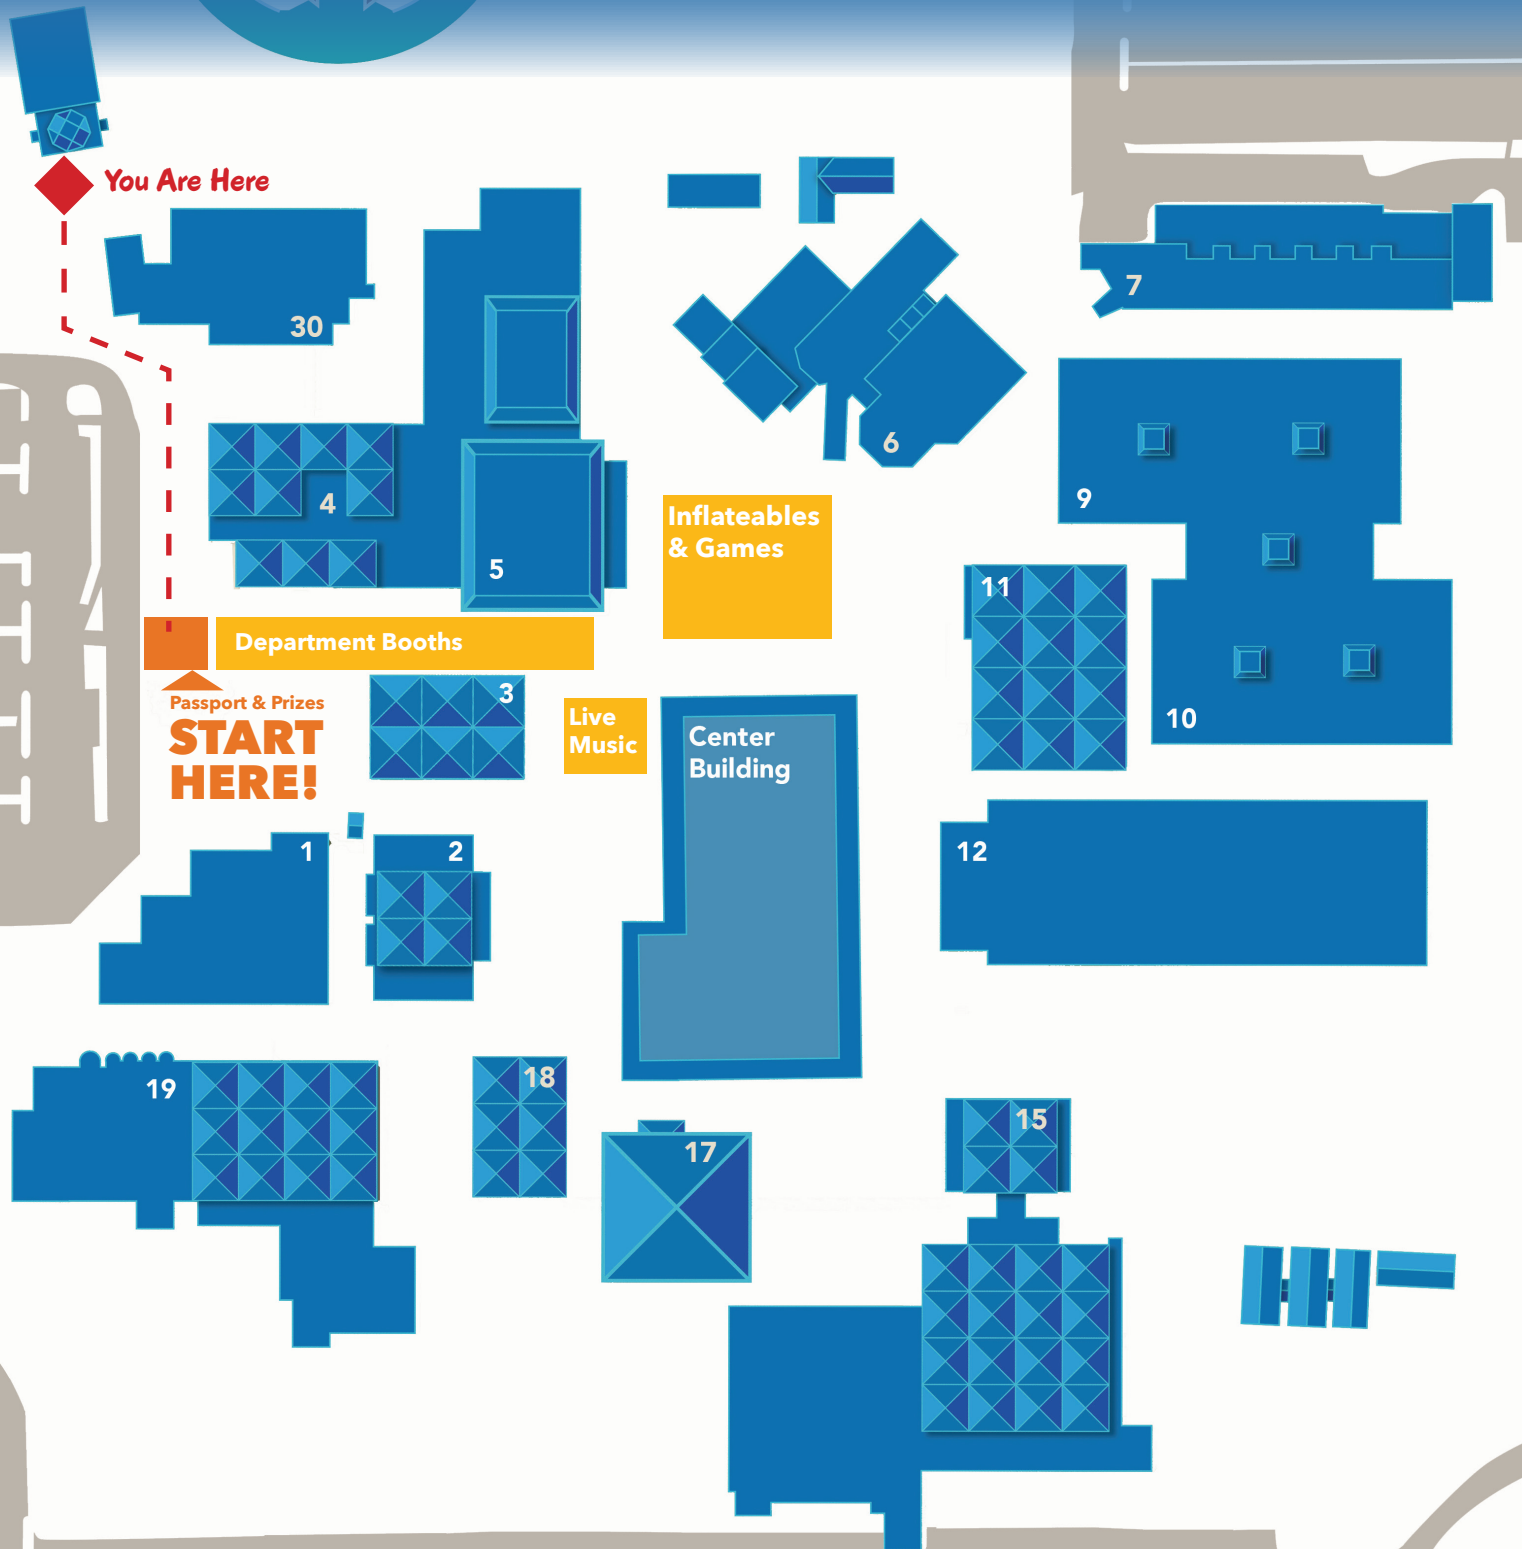 You Are Here
30
7
6
4
9
5
Inflateables
& Games
11
Department Booths
3
Passport & Prizes
START
HERE!
Live
Music
10
Center
Building
1
2
12
19
18
15
17